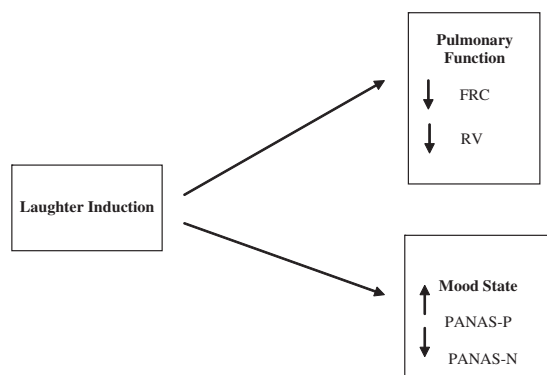 Pulmonary
Function
FRC
RV
Laughter Induction
Mood State
PANAS-P
PANAS-N